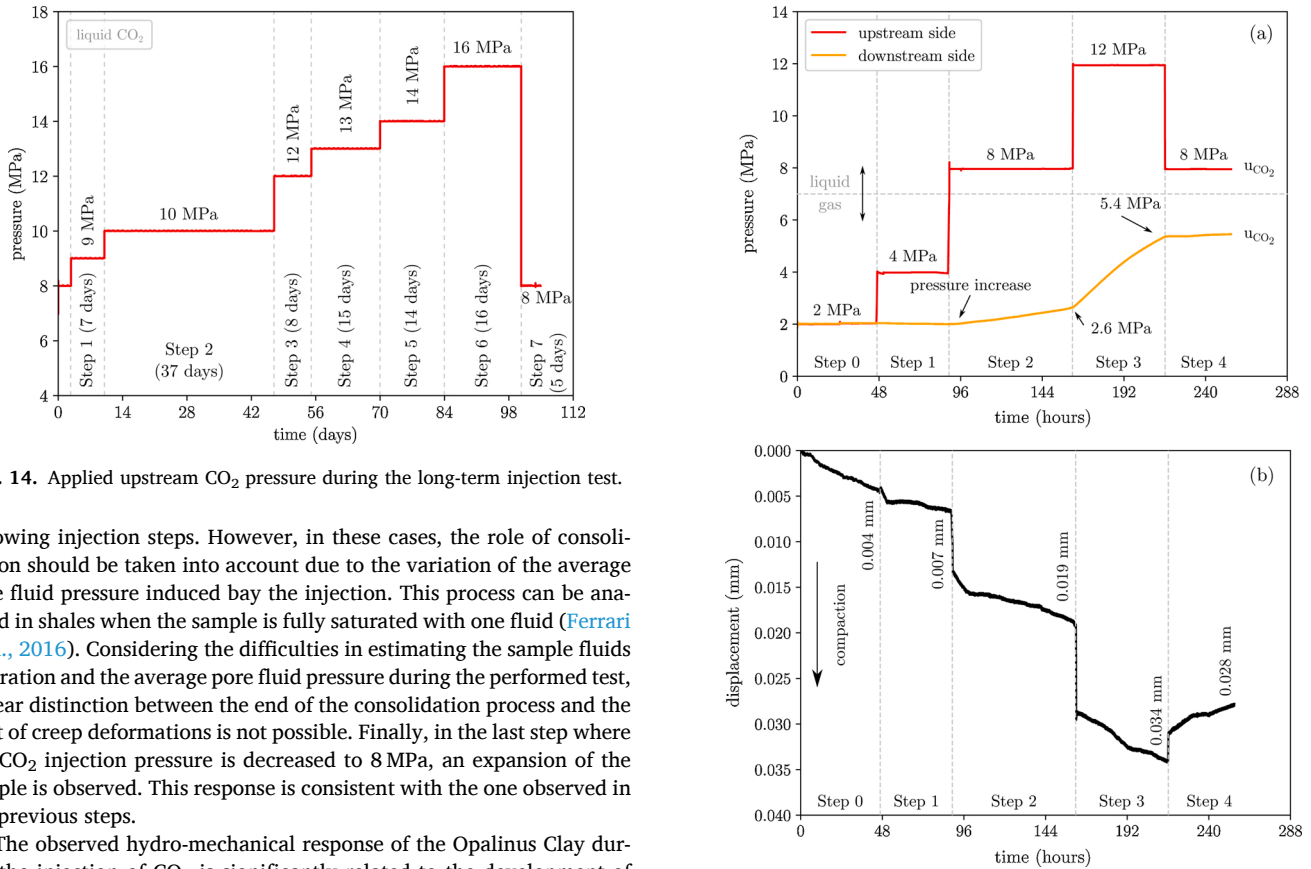 18
16
14
12
10
8
6
4
pressure (MPa)
liquid CO₂
9 MPa
10 MPa
12 MPa
13 MPa
14 MPa
16 MPa
8 MPa
Step 1 (7 days)
Step 2
(37 days)
Step 3 (8 days)
Step 4 (15 days)
Step 5 (14 days)
Step 6 (16 days)
Step 7
(5 days)
0 14 28 42 56 70 84 98 112
time (days)
. 14. Applied upstream CO₂ pressure during the long-term injection test.
owing injection steps. However, in these cases, the role of consoli-
on should be taken into account due to the variation of the average
e fluid pressure induced bay the injection. This process can be ana-
d in shales when the sample is fully saturated with one fluid (Ferrari
l., 2016). Considering the difficulties in estimating the sample fluids
ration and the average pore fluid pressure during the performed test,
ear distinction between the end of the consolidation process and the
t of creep deformations is not possible. Finally, in the last step where
CO₂ injection pressure is decreased to 8 MPa, an expansion of the
ple is observed. This response is consistent with the one observed in
previous steps.
The observed hydro-mechanical response of the Opalinus Clay dur-
the injection of CO₂ is significantly related to the development of
14
12
10
8
6
4
2
0
pressure (MPa)
upstream side
downstream side
(a)
12 MPa
8 MPa
8 MPa
u_CO₂
liquid
gas
5.4 MPa
u_CO₂
4 MPa
pressure increase
2 MPa
2.6 MPa
Step 0 Step 1 Step 2 Step 3 Step 4
0 48 96 144 192 240 288
time (hours)
0.000
0.005
0.010
0.015
0.020
0.025
0.030
0.035
0.040
displacement (mm)
(b)
compaction
0.004 mm
0.007 mm
0.019 mm
0.034 mm
0.028 mm
Step 0 Step 1 Step 2 Step 3 Step 4
0 48 96 144 192 240 288
time (hours)